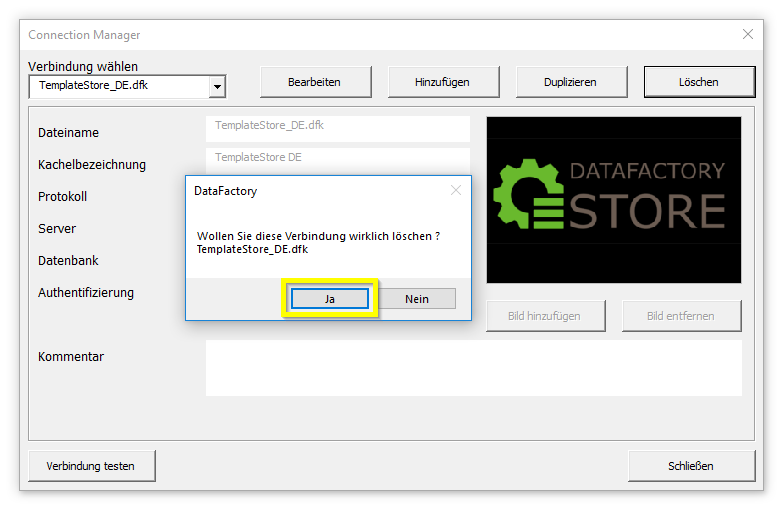 Connection Manager
Verbindung wählen
TemplateStore_DE.dfk
Bearbeiten
Hinzufügen
Duplizieren
Löschen
Dateiname
TemplateStore_DE.dfk
Kachelbezeichnung
TemplateStore DE
Protokoll
Server
Datenbank
Authentifizierung
DATAFACTORY
STORE
DataFactory
Wollen Sie diese Verbindung wirklich löschen ?
TemplateStore_DE.dfk
Ja
Nein
Bild hinzufügen
Bild entfernen
Kommentar
Verbindung testen
Schließen